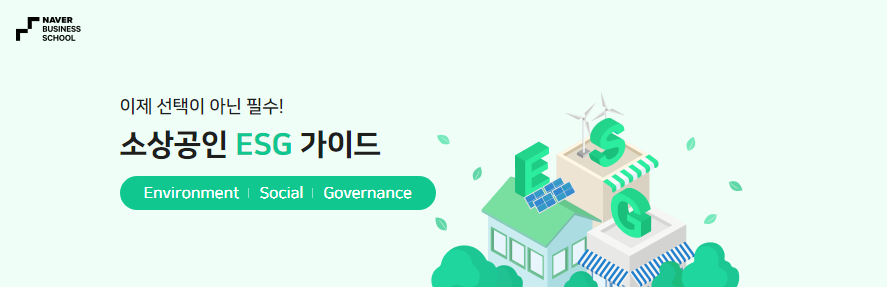 NAVER
BUSINESS
SCHOOL
이제 선택이 아닌 필수!
소상공인 ESG 가이드
Environment | Social | Governance
E S
G